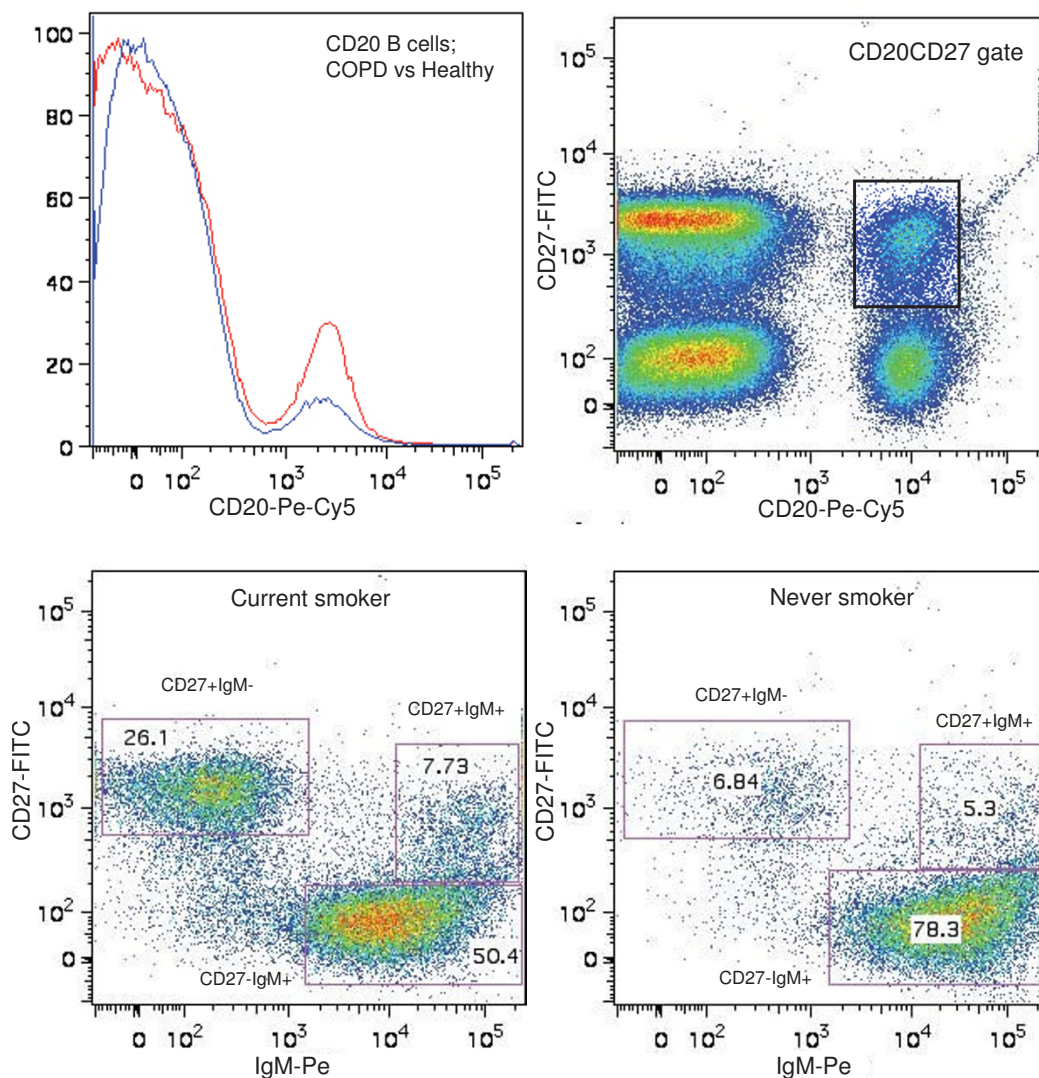 CD20 B cells;
COPD vs Healthy
100
80
60
40
20
0
0 10² 10³ 10⁴ 10⁵
CD20-Pe-Cy5
CD20CD27 gate
CD27-FITC
10⁵
10⁴
10³
10²
0
0 10² 10³ 10⁴ 10⁵
CD20-Pe-Cy5
Current smoker
CD27-FITC
10⁵
10⁴
10³
10²
0
CD27+IgM-
26.1
CD27+IgM+
7.73
50.4
CD27-IgM+
0 10² 10³ 10⁴ 10⁵
IgM-Pe
Never smoker
CD27-FITC
10⁵
10⁴
10³
10²
0
CD27+IgM-
6.84
CD27+IgM+
5.3
78.3
CD27-IgM+
0 10² 10³ 10⁴ 10⁵
IgM-Pe